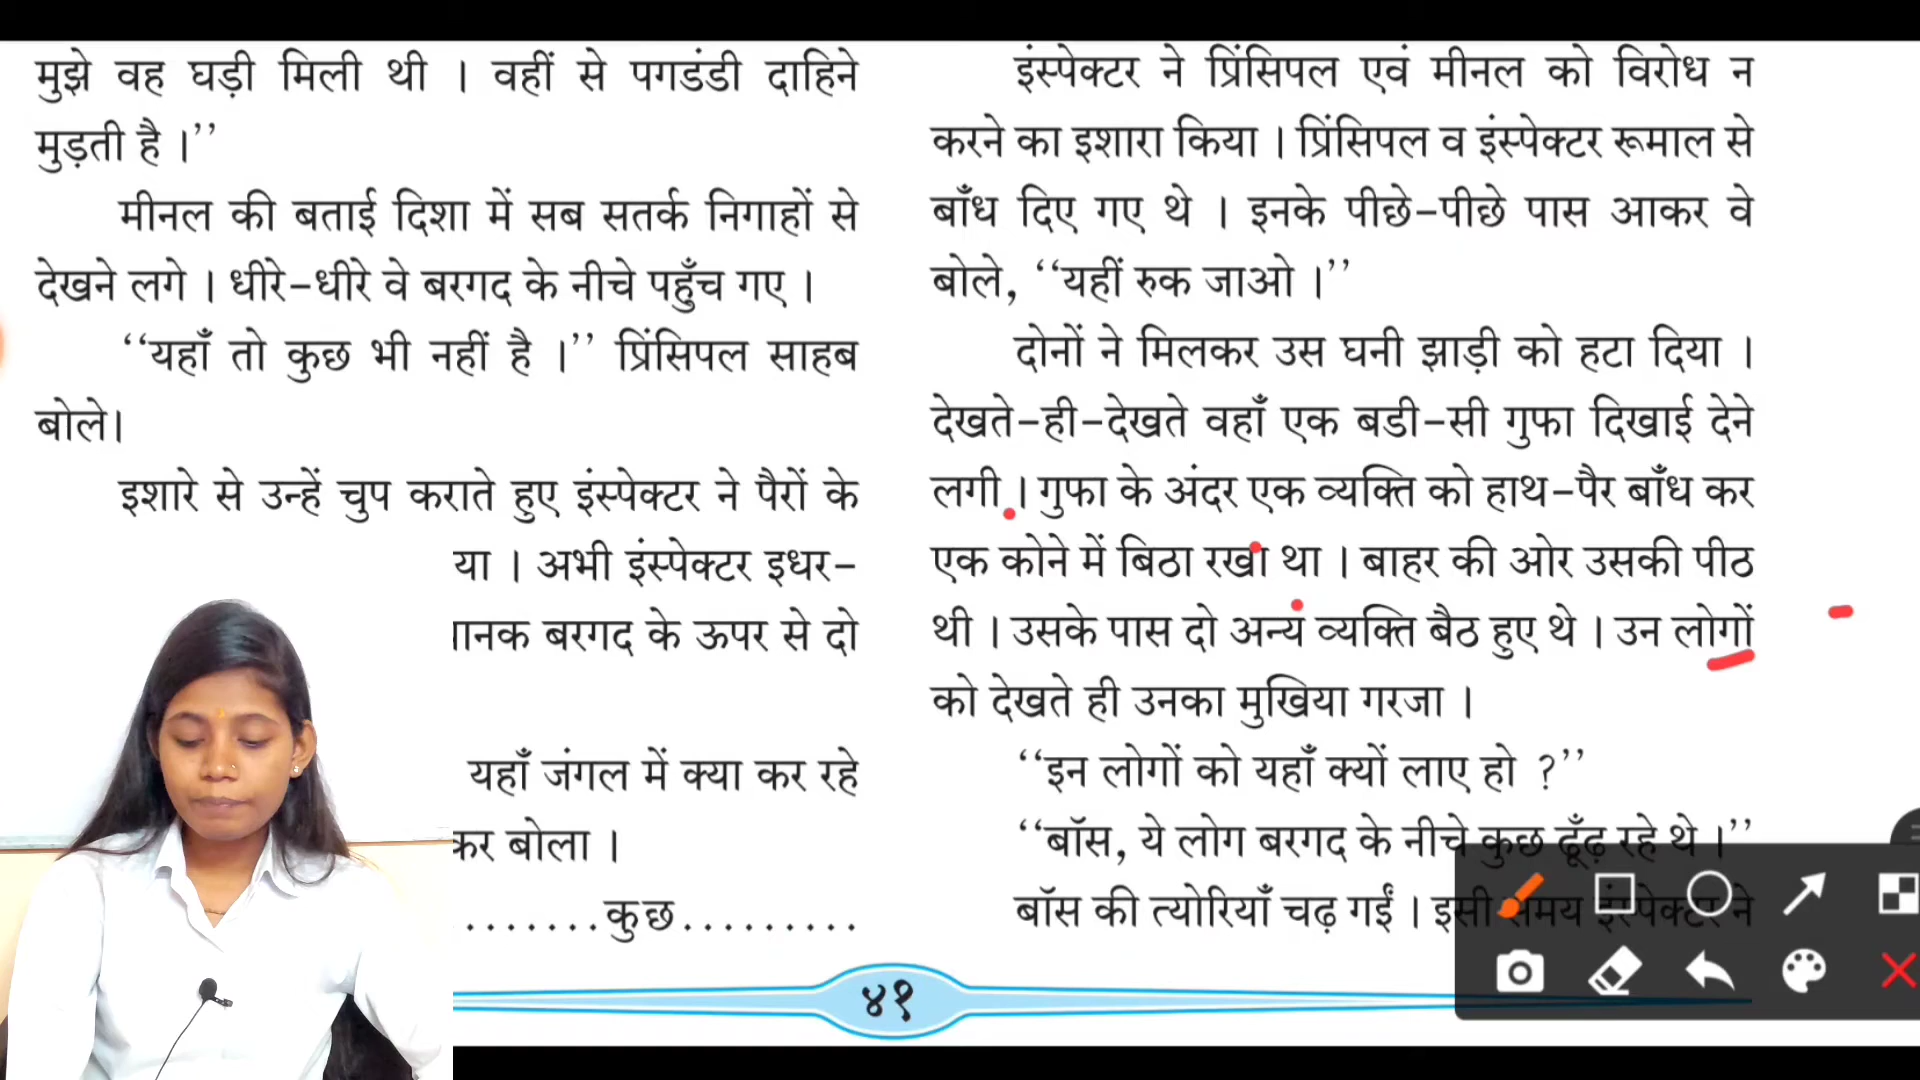 मुझे वह घड़ी मिली थी । वहीं से पगडंडी दाहिने
मुड़ती है ।’’
मीनल की बताई दिशा में सब सतर्क निगाहों से
देखने लगे । धीरे-धीरे वे बरगद के नीचे पहुँच गए ।
‘‘यहाँ तो कुछ भी नहीं है ।’’ प्रिंसिपल साहब
बोले।
इशारे से उन्हें चुप कराते हुए इंस्पेक्टर ने पैरों के
या । अभी इंस्पेक्टर इधर-
ानक बरगद के ऊपर से दो
यहाँ जंगल में क्या कर रहे
कर बोला ।
.......कुछ.........
इंस्पेक्टर ने प्रिंसिपल एवं मीनल को विरोध न
करने का इशारा किया । प्रिंसिपल व इंस्पेक्टर रूमाल से
बाँध दिए गए थे । इनके पीछे-पीछे पास आकर वे
बोले, ‘‘यहीं रुक जाओ ।’’
दोनों ने मिलकर उस घनी झाड़ी को हटा दिया ।
देखते-ही-देखते वहाँ एक बडी-सी गुफा दिखाई देने
लगी । गुफा के अंदर एक व्यक्ति को हाथ-पैर बाँध कर
एक कोने में बिठा रखा था । बाहर की ओर उसकी पीठ
थी । उसके पास दो अन्य व्यक्ति बैठ हुए थे । उन लोगों
को देखते ही उनका मुखिया गरजा ।
‘‘इन लोगों को यहाँ क्यों लाए हो ?’’
‘‘बॉस, ये लोग बरगद के नीचे कुछ ढूँढ़ रहे थे ।’’
बॉस की त्योरियाँ चढ़ गईं । इसी समय इंस्पेक्टर ने
४१